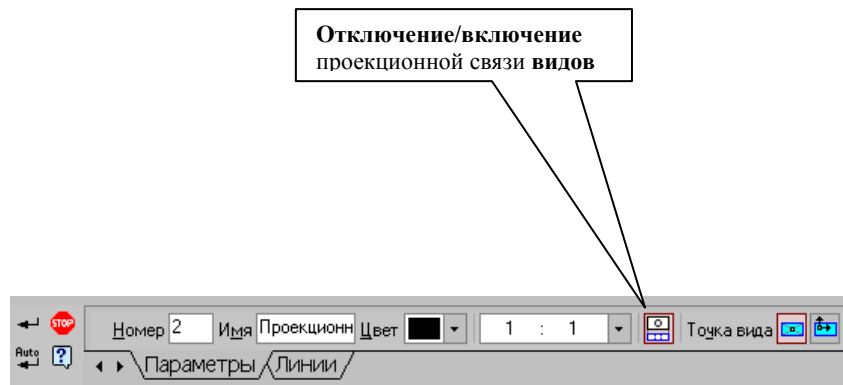 Отключение/включение
проекционной связи видов
STOP Номер 2 Имя Проекционн Цвет 1 : 1 Точка вида
Auto ? Параметры Линии